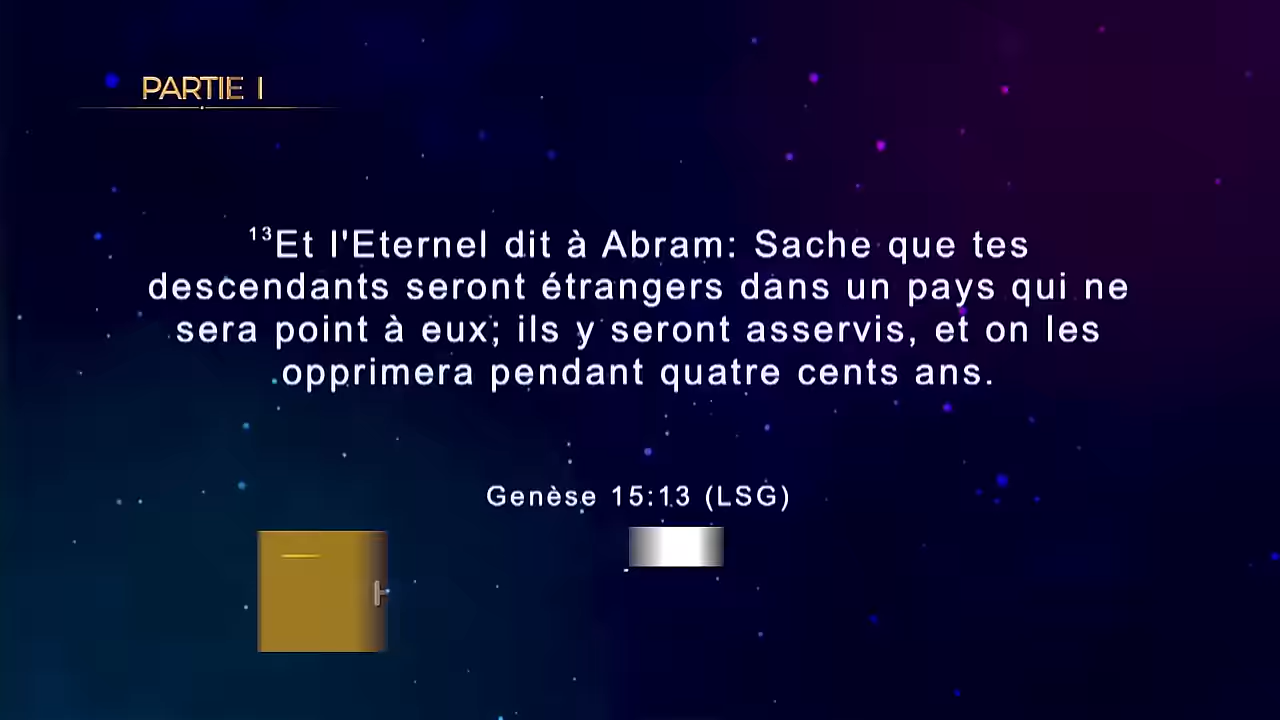 PARTIE I
¹³Et l'Eternel dit à Abram: Sache que tes
descendants seront étrangers dans un pays qui ne
sera point à eux; ils y seront asservis, et on les
opprimera pendant quatre cents ans.
Genèse 15:13 (LSG)